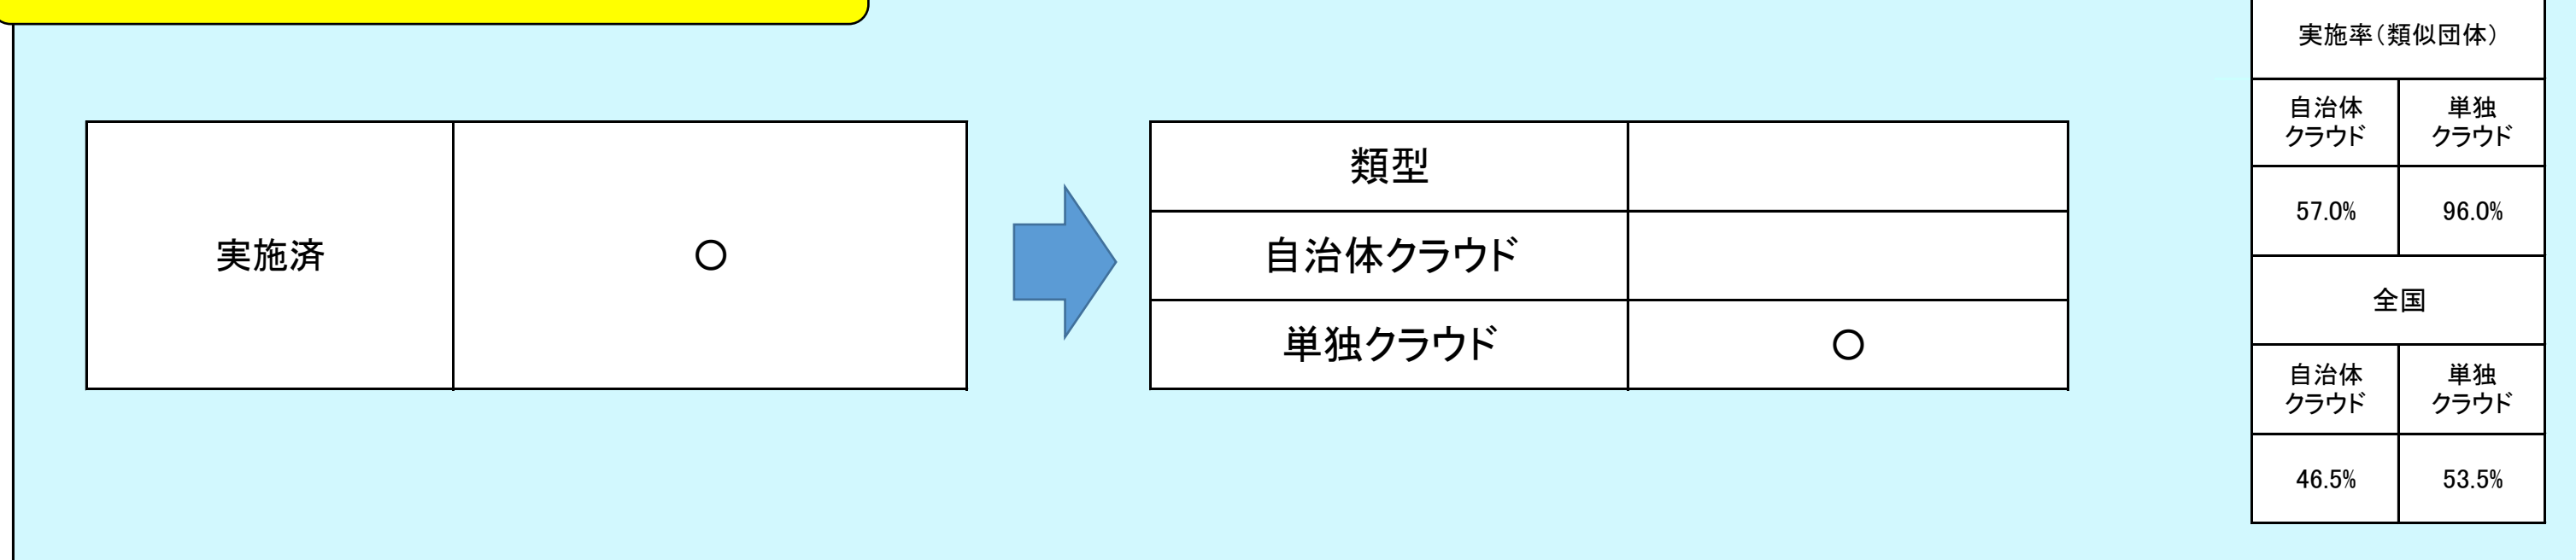 実施済
○
類型
自治体クラウド
単独クラウド
○
実施率(類似団体)
自治体
クラウド
単独
クラウド
57.0%
96.0%
全国
自治体
クラウド
単独
クラウド
46.5%
53.5%